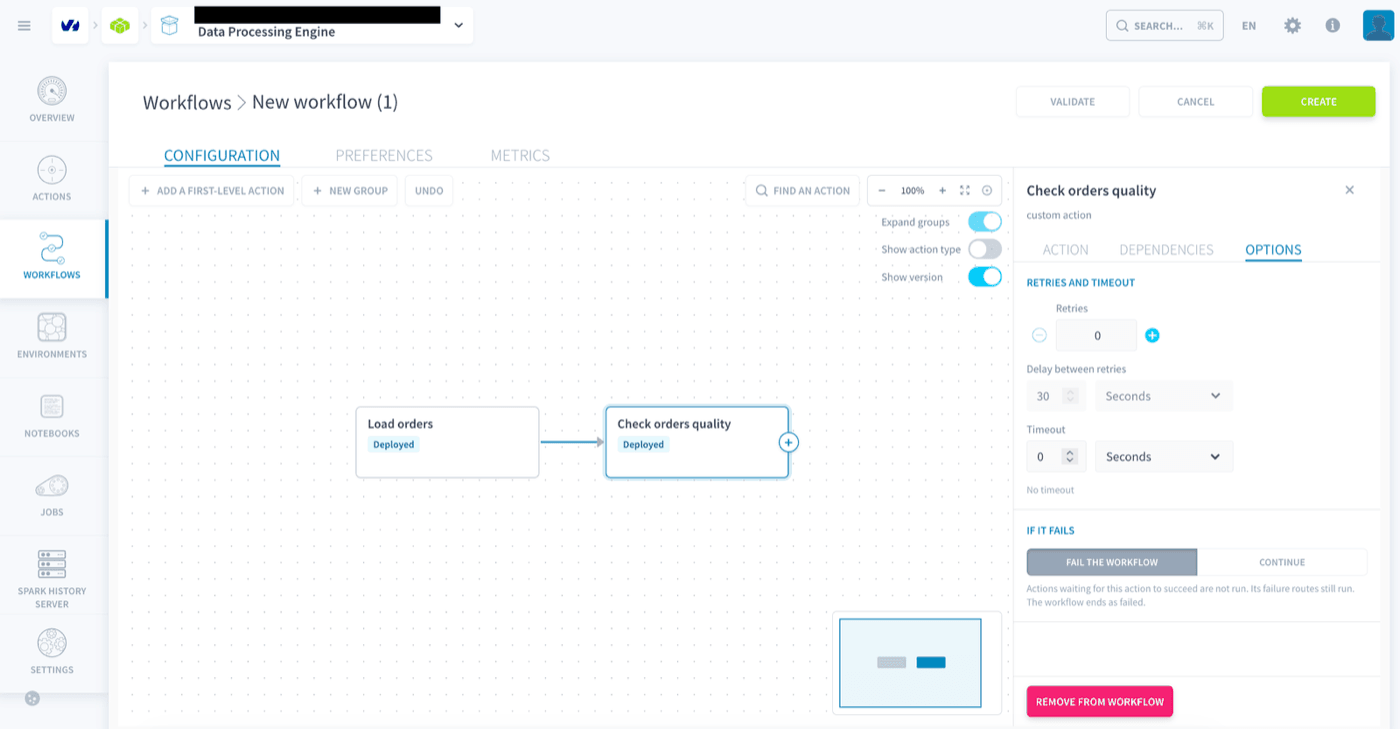 Data Processing Engine
SEARCH... ⌘K
EN
OVERVIEW
ACTIONS
WORKFLOWS
ENVIRONMENTS
NOTEBOOKS
JOBS
SPARK HISTORY
SERVER
SETTINGS
Workflows > New workflow (1)
VALIDATE
CANCEL
CREATE
CONFIGURATION
PREFERENCES
METRICS
+ ADD A FIRST-LEVEL ACTION
+ NEW GROUP
UNDO
FIND AN ACTION
− 100% +
Expand groups
Show action type
Show version
Load orders
Deployed
Check orders quality
Deployed
Check orders quality
custom action
ACTION
DEPENDENCIES
OPTIONS
RETRIES AND TIMEOUT
Retries
0
Delay between retries
30 Seconds
Timeout
0 Seconds
No timeout
IF IT FAILS
FAIL THE WORKFLOW
CONTINUE
Actions waiting for this action to succeed are not run. Its failure routes still run.
The workflow ends as failed.
REMOVE FROM WORKFLOW